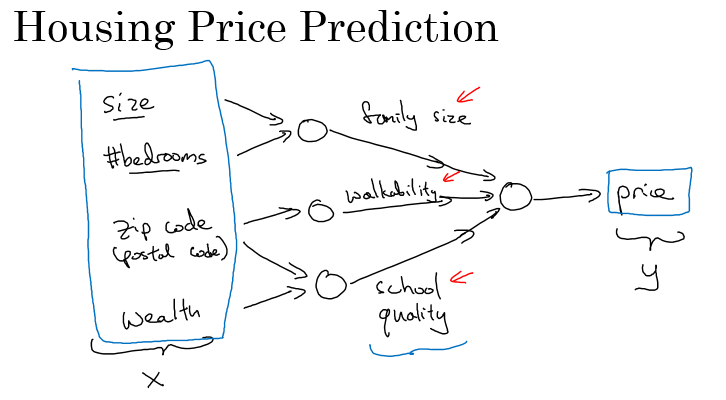 Housing Price Prediction
size
#bedrooms
zip code
(postal code)
wealth
x
family size
walkability
school
quality
price
y